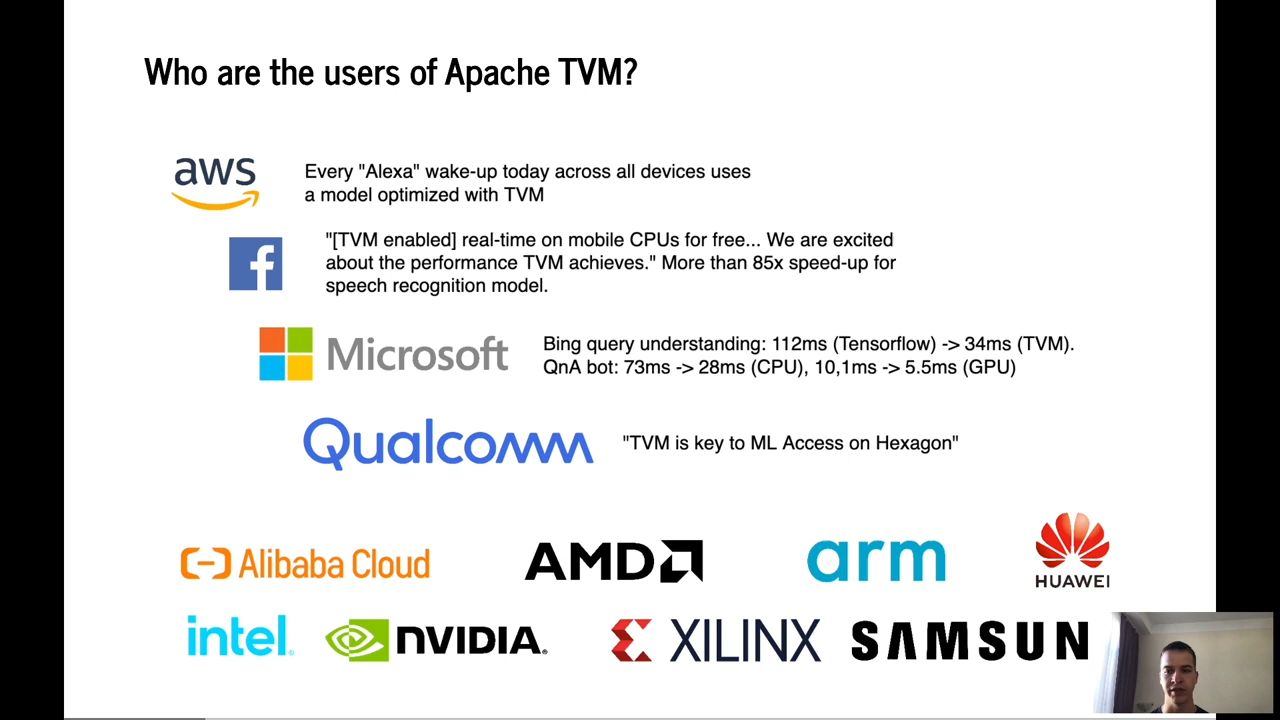 Who are the users of Apache TVM?
aws
Every "Alexa" wake-up today across all devices uses
a model optimized with TVM
f
"[TVM enabled] real-time on mobile CPUs for free... We are excited
about the performance TVM achieves." More than 85x speed-up for
speech recognition model.
Microsoft
Bing query understanding: 112ms (Tensorflow) -> 34ms (TVM).
QnA bot: 73ms -> 28ms (CPU), 10,1ms -> 5.5ms (GPU)
Qualcomm
"TVM is key to ML Access on Hexagon"
Alibaba Cloud
AMD
arm
HUAWEI
intel.
NVIDIA.
XILINX
SAMSUN